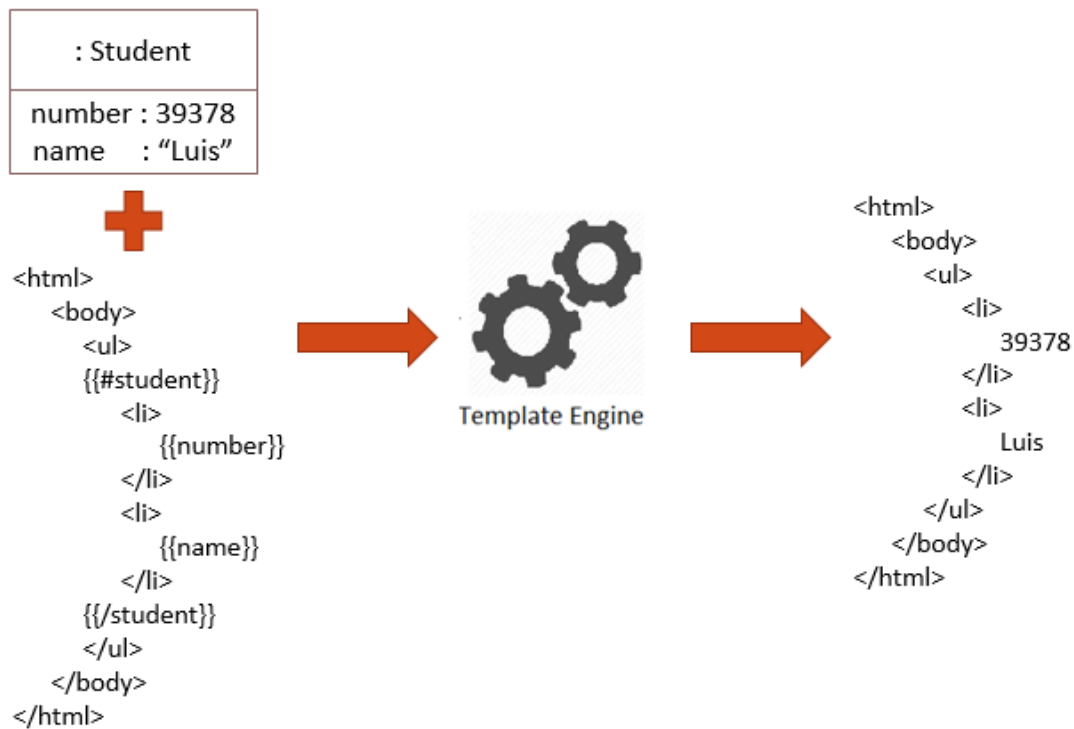 : Student
number : 39378
name : “Luis”
<html>
<body>
<ul>
{{#student}}
<li>
{{number}}
</li>
<li>
{{name}}
</li>
{{/student}}
</ul>
</body>
</html>
Template Engine
<html>
<body>
<ul>
<li>
39378
</li>
<li>
Luis
</li>
</ul>
</body>
</html>